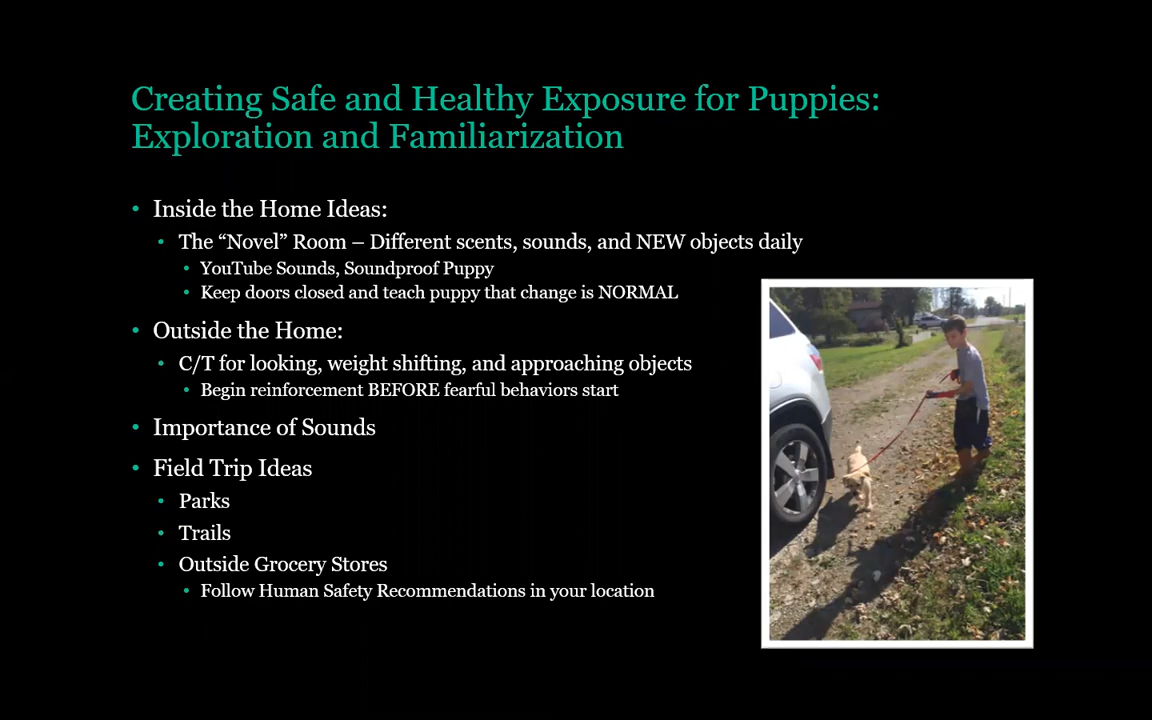 Creating Safe and Healthy Exposure for Puppies:
Exploration and Familiarization
• Inside the Home Ideas:
• The “Novel” Room – Different scents, sounds, and NEW objects daily
• YouTube Sounds, Soundproof Puppy
• Keep doors closed and teach puppy that change is NORMAL
• Outside the Home:
• C/T for looking, weight shifting, and approaching objects
• Begin reinforcement BEFORE fearful behaviors start
• Importance of Sounds
• Field Trip Ideas
• Parks
• Trails
• Outside Grocery Stores
• Follow Human Safety Recommendations in your location